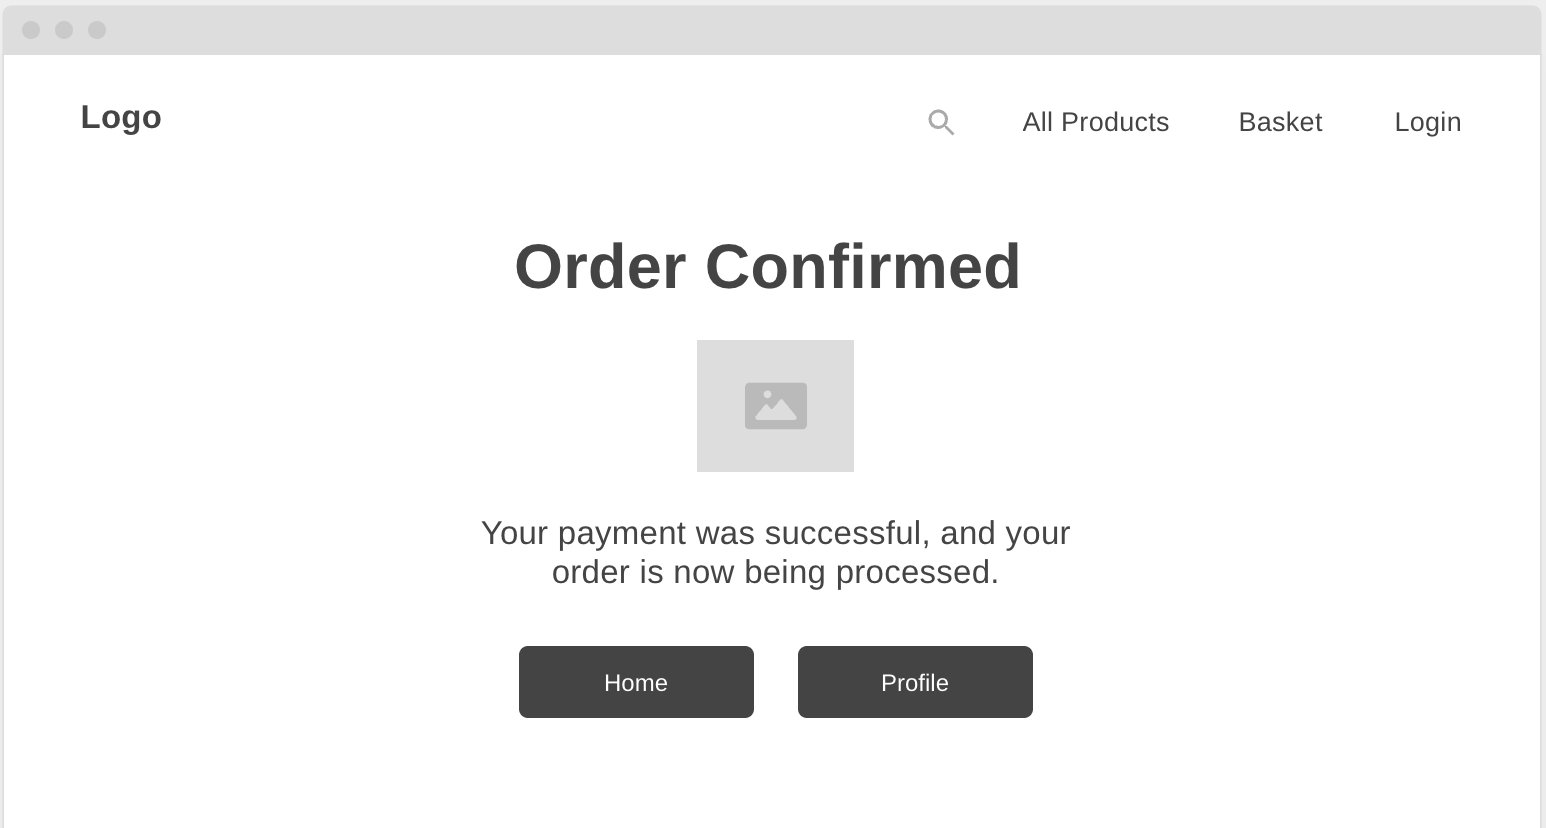 Logo
All Products Basket Login
Order Confirmed
Your payment was successful, and your
order is now being processed.
Home Profile